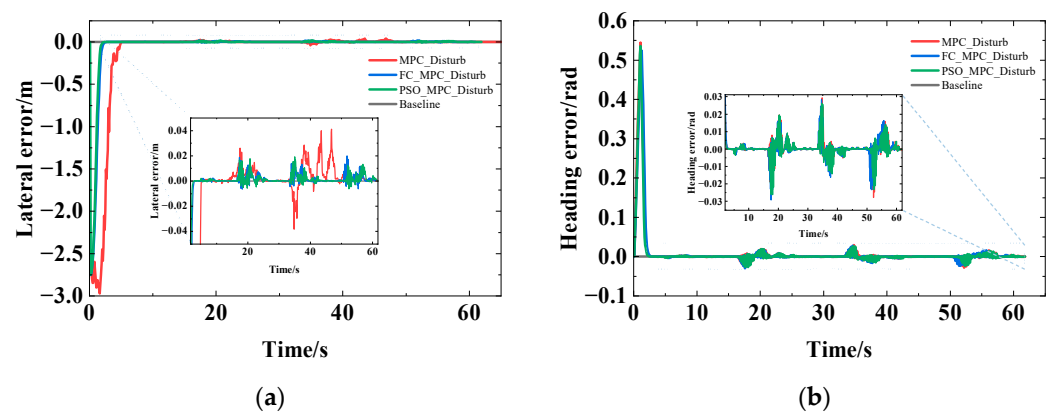 0.0
−0.5
−1.0
−1.5
−2.0
−2.5
−3.0
Lateral error/m
0 20 40 60
Time/s
MPC_Disturb
FC_MPC_Disturb
PSO_MPC_Disturb
Baseline
0.04
0.02
0.00
−0.02
−0.04
Lateral error/m
20 40 60
Time/s
(a)
0.6
0.5
0.4
0.3
0.2
0.1
0.0
−0.1
Heading error/rad
0 10 20 30 40 50 60
Time/s
MPC_Disturb
FC_MPC_Disturb
PSO_MPC_Disturb
Baseline
0.03
0.02
0.01
0.00
−0.01
−0.02
−0.03
Heading error/rad
10 20 30 40 50 60
Time/s
(b)